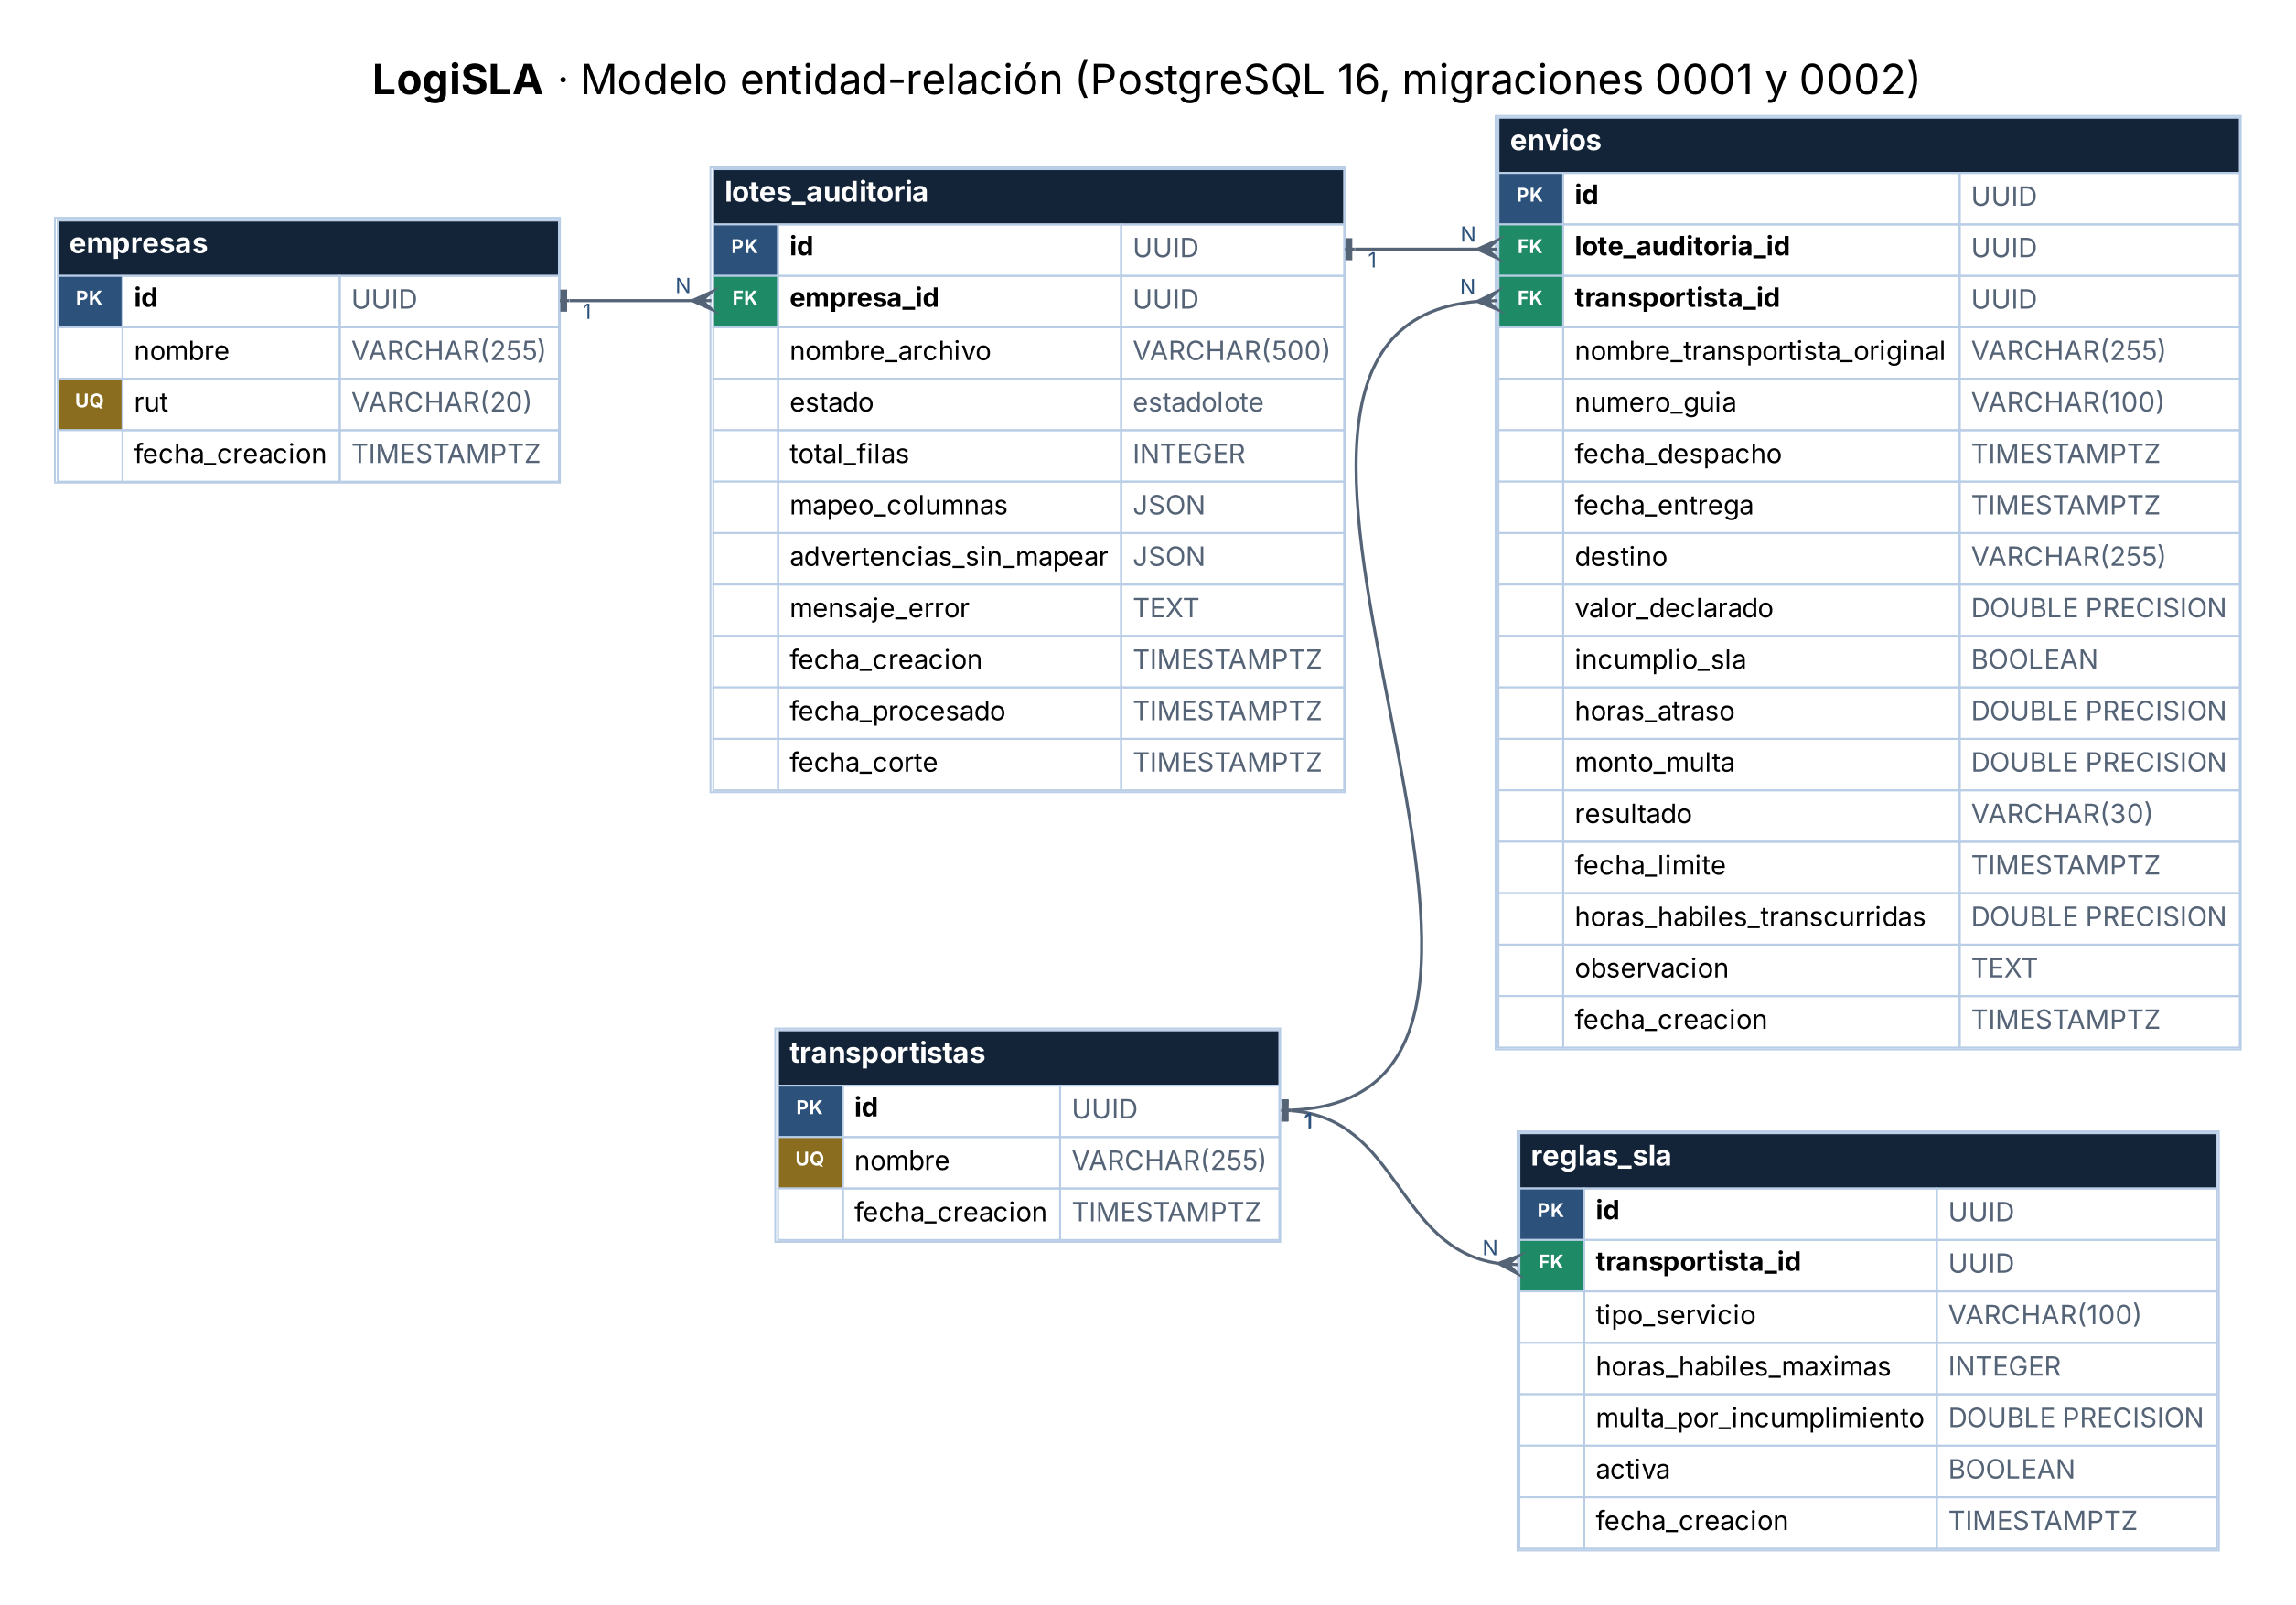 LogiSLA · Modelo entidad-relación (PostgreSQL 16, migraciones 0001 y 0002)
empresas
PK id UUID
nombre VARCHAR(255)
UQ rut VARCHAR(20)
fecha_creacion TIMESTAMPTZ
1
N
lotes_auditoria
PK id UUID
FK empresa_id UUID
nombre_archivo VARCHAR(500)
estado estadolote
total_filas INTEGER
mapeo_columnas JSON
advertencias_sin_mapear JSON
mensaje_error TEXT
fecha_creacion TIMESTAMPTZ
fecha_procesado TIMESTAMPTZ
fecha_corte TIMESTAMPTZ
1
N
N
envios
PK id UUID
FK lote_auditoria_id UUID
FK transportista_id UUID
nombre_transportista_original VARCHAR(255)
numero_guia VARCHAR(100)
fecha_despacho TIMESTAMPTZ
fecha_entrega TIMESTAMPTZ
destino VARCHAR(255)
valor_declarado DOUBLE PRECISION
incumplio_sla BOOLEAN
horas_atraso DOUBLE PRECISION
monto_multa DOUBLE PRECISION
resultado VARCHAR(30)
fecha_limite TIMESTAMPTZ
horas_habiles_transcurridas DOUBLE PRECISION
observacion TEXT
fecha_creacion TIMESTAMPTZ
transportistas
PK id UUID
UQ nombre VARCHAR(255)
fecha_creacion TIMESTAMPTZ
1
N
reglas_sla
PK id UUID
FK transportista_id UUID
tipo_servicio VARCHAR(100)
horas_habiles_maximas INTEGER
multa_por_incumplimiento DOUBLE PRECISION
activa BOOLEAN
fecha_creacion TIMESTAMPTZ